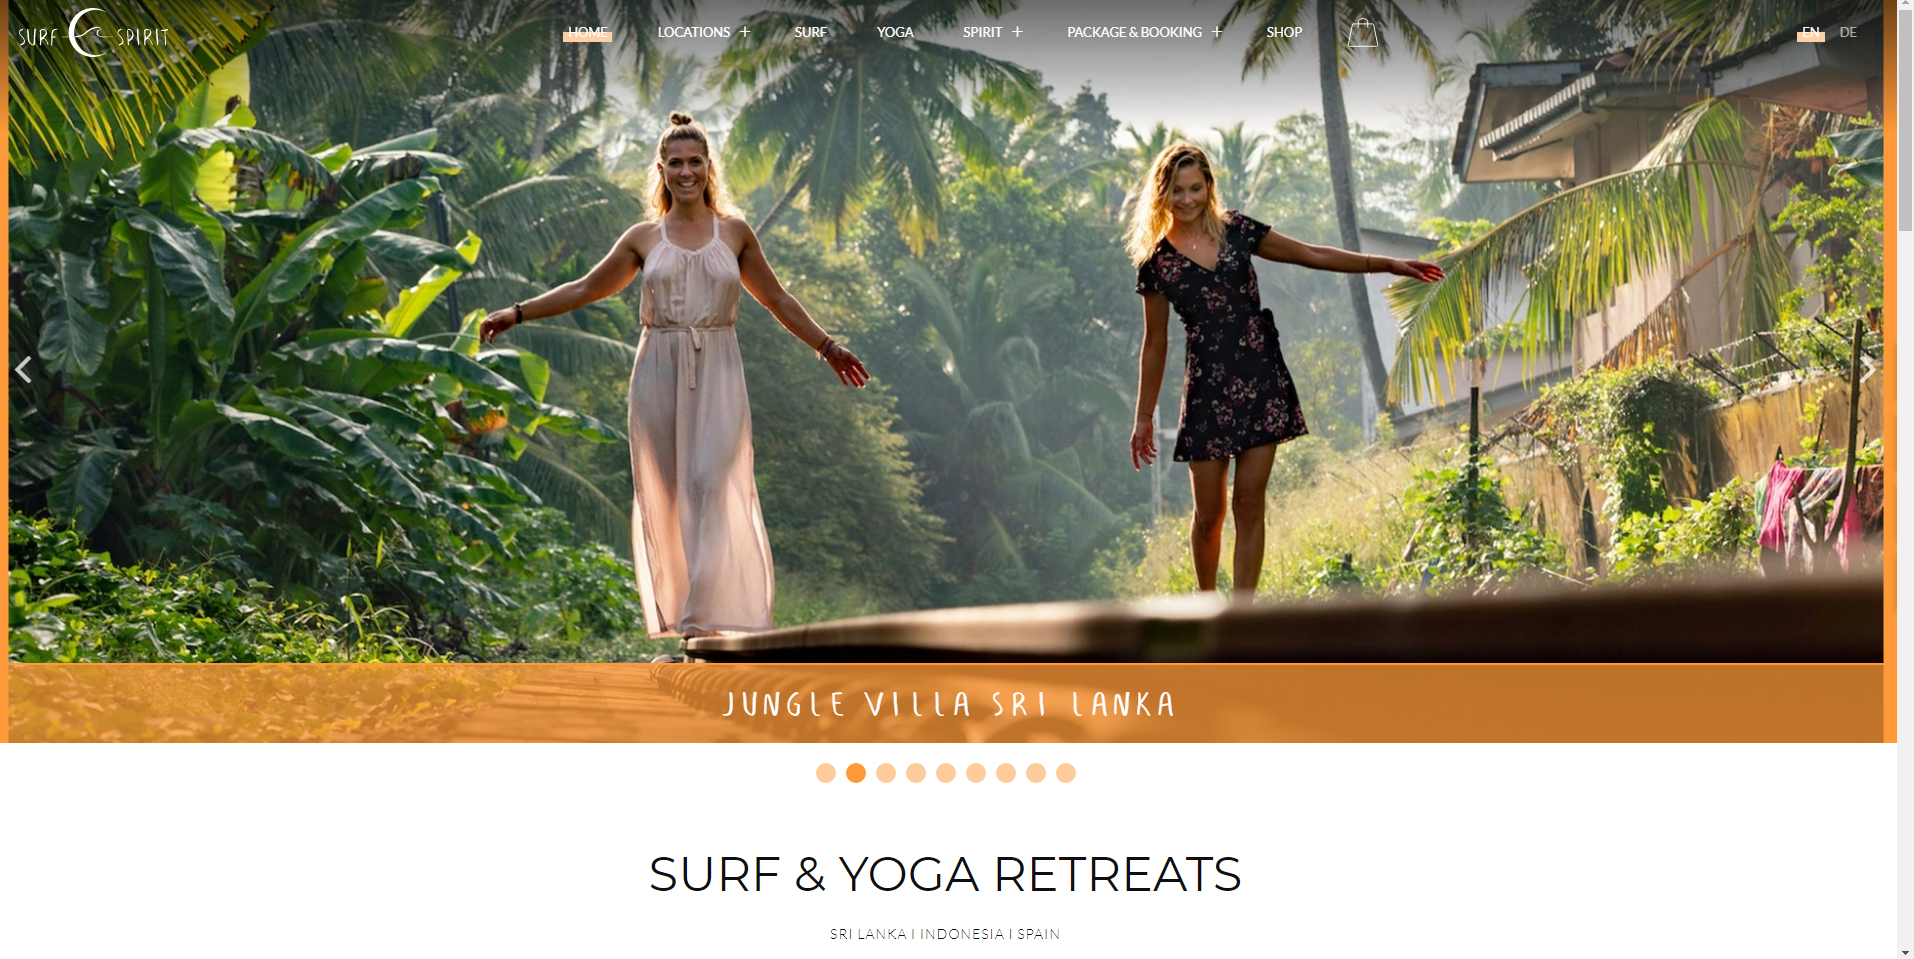 SURF SPIRIT
HOME LOCATIONS + SURF YOGA SPIRIT + PACKAGE & BOOKING + SHOP
EN DE
JUNGLE VILLA SRI LANKA
SURF & YOGA RETREATS
SRI LANKA I INDONESIA I SPAIN